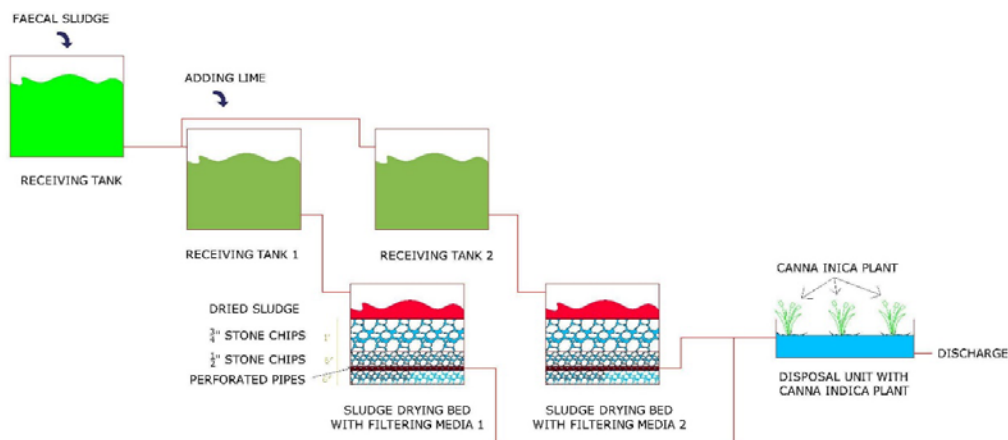 FAECAL SLUDGE
ADDING LIME
RECEIVING TANK
RECEIVING TANK 1
RECEIVING TANK 2
CANNA INICA PLANT
DRIED SLUDGE
3/4" STONE CHIPS
1'
1/2" STONE CHIPS
PERFORATED PIPES
DISCHARGE
DISPOSAL UNIT WITH
CANNA INDICA PLANT
SLUDGE DRYING BED
WITH FILTERING MEDIA 1
SLUDGE DRYING BED
WITH FILTERING MEDIA 2